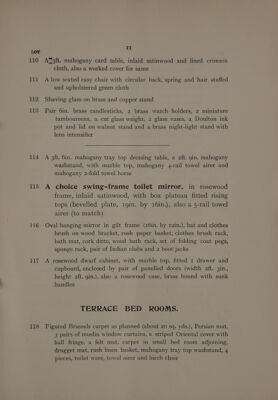 11
LOT
110 A 3ft. mahogany card table, inlaid satinwood and lined crimson
cloth, also a worked cover for same
111 A low seated easy chair with circular back, spring and hair stuffed
and upholstered green cloth
112 Shaving glass on brass and copper stand
113 Pair 6in. brass candlesticks, 2 brass watch holders, 2 miniature
tambourines, a cut glass weight, 2 glass vases, a Doulton ink
pot and lid on walnut stand and a brass night-light stand with
lens intensifier
114 A 3ft. 6in. mahogany tray top dressing table, a 2ft. 9in. mahogany
washstand, with marble top, mahogany 4-rail towel airer and
mahogany 2-fold towel horse
115 A choice swing-frame toilet mirror, in rosewood
frame, inlaid satinwood, with box plateau fitted rising
tops (bevelled plate, 19in. by 16in.), also a 5-rail towel
airer (to match)
116 Oval hanging mirror in gilt frame (16in. by 12in.), hat and clothes
brush on wood bracket, rush paper basket, clothes brush rack,
bath mat, cork ditto, wood bath rack, set of folding coat pegs,
sponge rack, pair of Indian clubs and 2 boot jacks
117 A rosewood dwarf cabinet, with marble top, fitted 1 drawer and
cupboard, enclosed by pair of panelled doors (width 2ft. 3in.,
height 2ft. 9in.), also a rosewood case, brass bound with sunk
handles
TERRACE BED ROOMS.
118 Figured Brussels carpet as planned (about 20 sq. yds.), Persian mat,
3 pairs of muslin window curtains, a striped Oriental cover with
ball fringe, a felt mat, carpet in small bed room adjoining,
drugget mat, rush linen basket, mahogany tray top washstand, 4
pieces, toilet ware, towel airer and birch chair